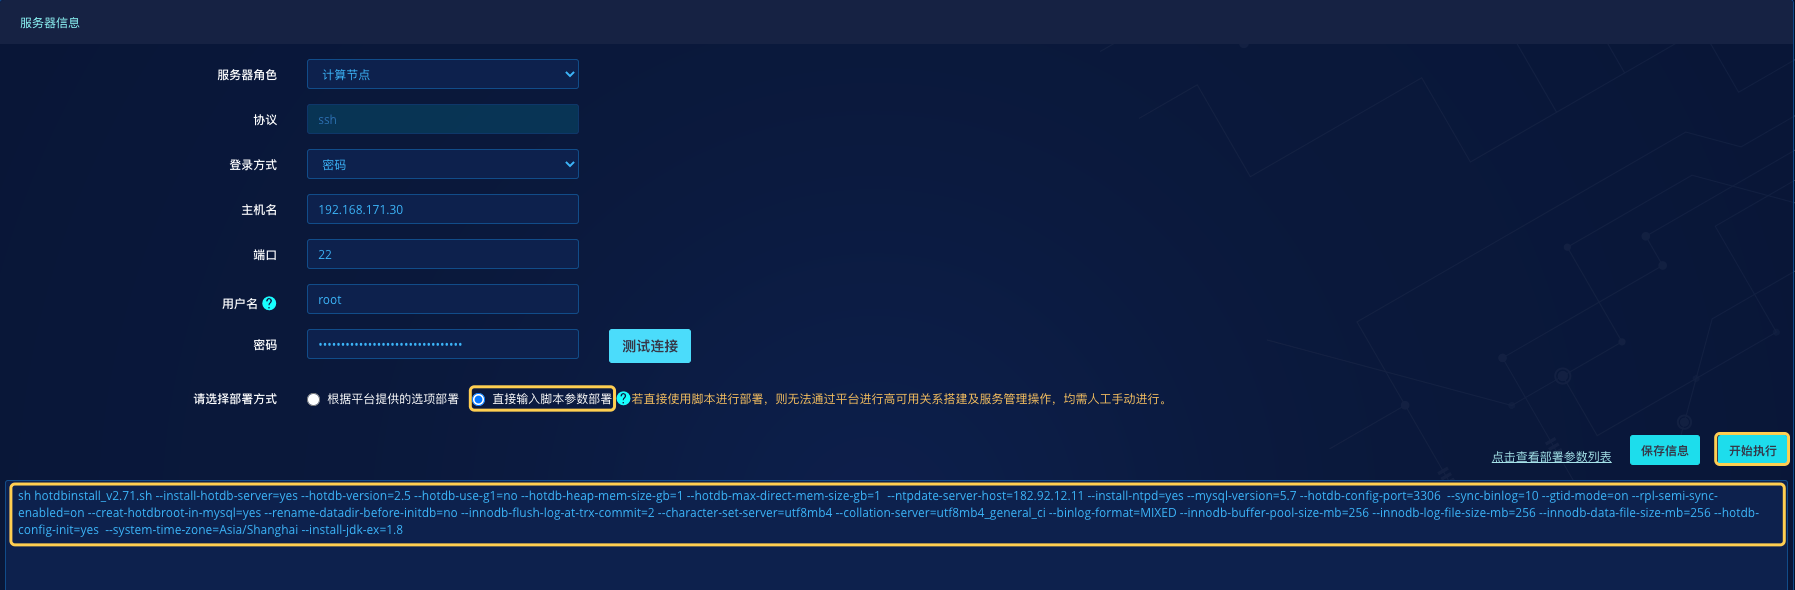 服务器信息
服务器角色 计算节点
协议 ssh
登录方式 密码
主机名 192.168.171.30
端口 22
用户名 ? root
密码 ••••••••••••••••••••••••••••••• 测试连接
请选择部署方式 根据平台提供的选项部署 直接输入脚本参数部署 ? 若直接使用脚本进行部署，则无法通过平台进行高可用关系搭建及服务管理操作，均需人工手动进行。
点击查看部署参数列表 保存信息 开始执行
sh hotdbinstall_v2.71.sh --install-hotdb-server=yes --hotdb-version=2.5 --hotdb-use-g1=no --hotdb-heap-mem-size-gb=1 --hotdb-max-direct-mem-size-gb=1  --ntpdate-server-host=182.92.12.11 --install-ntpd=yes --mysql-version=5.7 --hotdb-config-port=3306  --sync-binlog=10 --gtid-mode=on --rpl-semi-sync-
enabled=on --creat-hotdbroot-in-mysql=yes --rename-datadir-before-initdb=no --innodb-flush-log-at-trx-commit=2 --character-set-server=utf8mb4 --collation-server=utf8mb4_general_ci --binlog-format=MIXED --innodb-buffer-pool-size-mb=256 --innodb-log-file-size-mb=256 --innodb-data-file-size-mb=256 --hotdb-
config-init=yes  --system-time-zone=Asia/Shanghai --install-jdk-ex=1.8